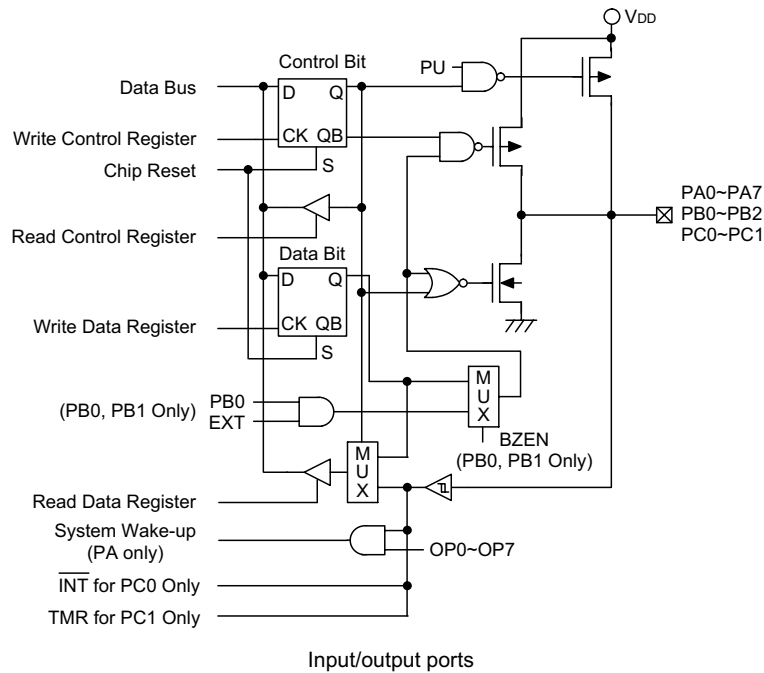 VDD
Control Bit
PU
Data Bus
D Q
Write Control Register
CK QB
Chip Reset
S
PA0~PA7
PB0~PB2
PC0~PC1
Read Control Register
Data Bit
D Q
Write Data Register
CK QB
S
M
U
X
(PB0, PB1 Only)
PB0
EXT
BZEN
(PB0, PB1 Only)
M
U
X
Read Data Register
System Wake-up
(PA only)
OP0~OP7
INT for PC0 Only
TMR for PC1 Only
Input/output ports